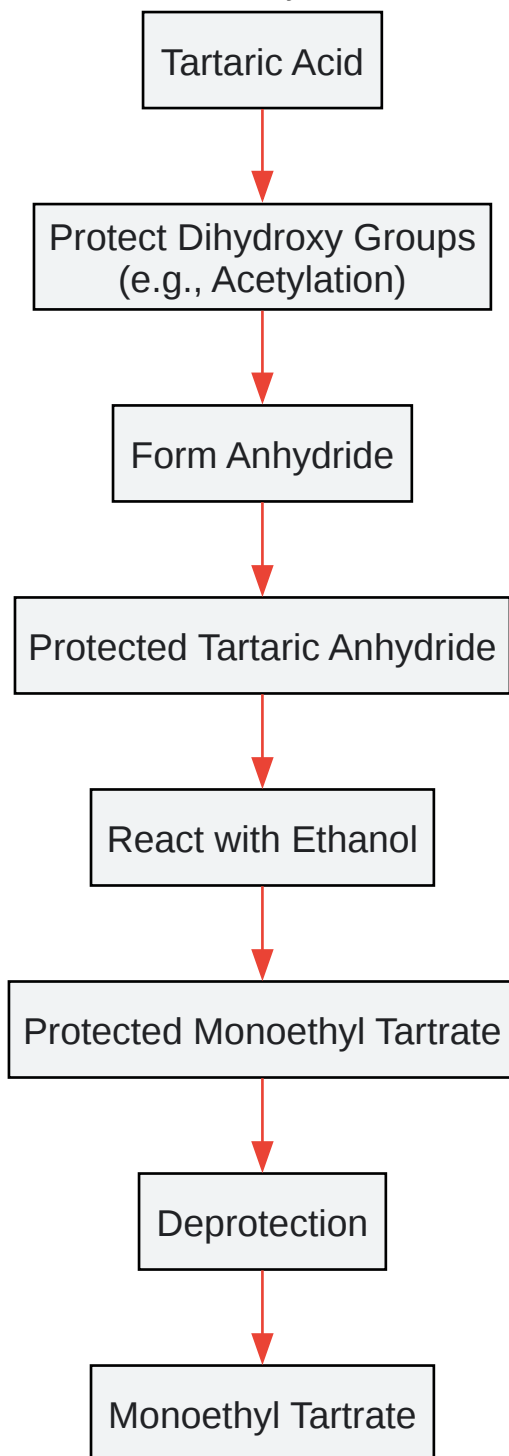 Tartaric Acid
Protect Dihydroxy Groups
(e.g., Acetylation)
Form Anhydride
Protected Tartaric Anhydride
React with Ethanol
Protected Monoethyl Tartrate
Deprotection
Monoethyl Tartrate